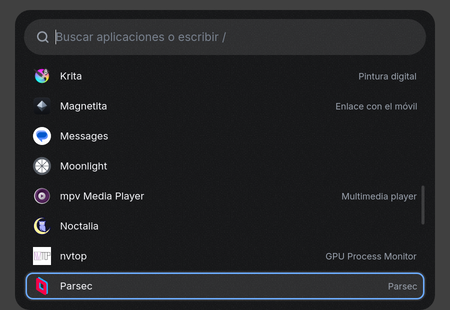 Buscar aplicaciones o escribir /
Krita Pintura digital
Magnetita Enlace con el móvil
Messages
Moonlight
mpv Media Player Multimedia player
Noctalia
nvtop GPU Process Monitor
Parsec Parsec